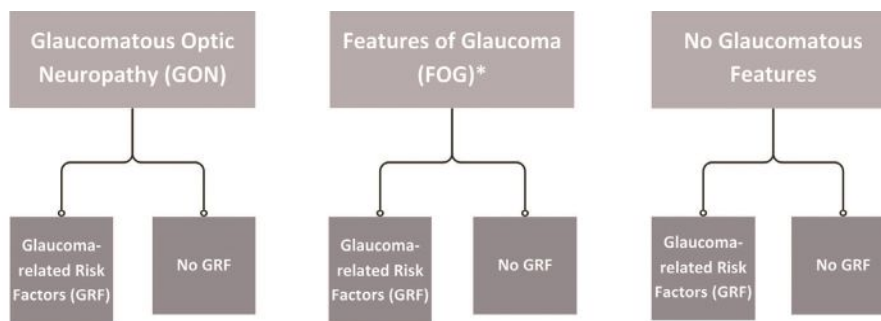 Glaucomatous Optic
Neuropathy (GON)
Features of Glaucoma
(FOG)*
No Glaucomatous
Features
Glaucoma-
related Risk
Factors (GRF)
No GRF
Glaucoma-
related Risk
Factors (GRF)
No GRF
Glaucoma-
related Risk
Factors (GRF)
No GRF